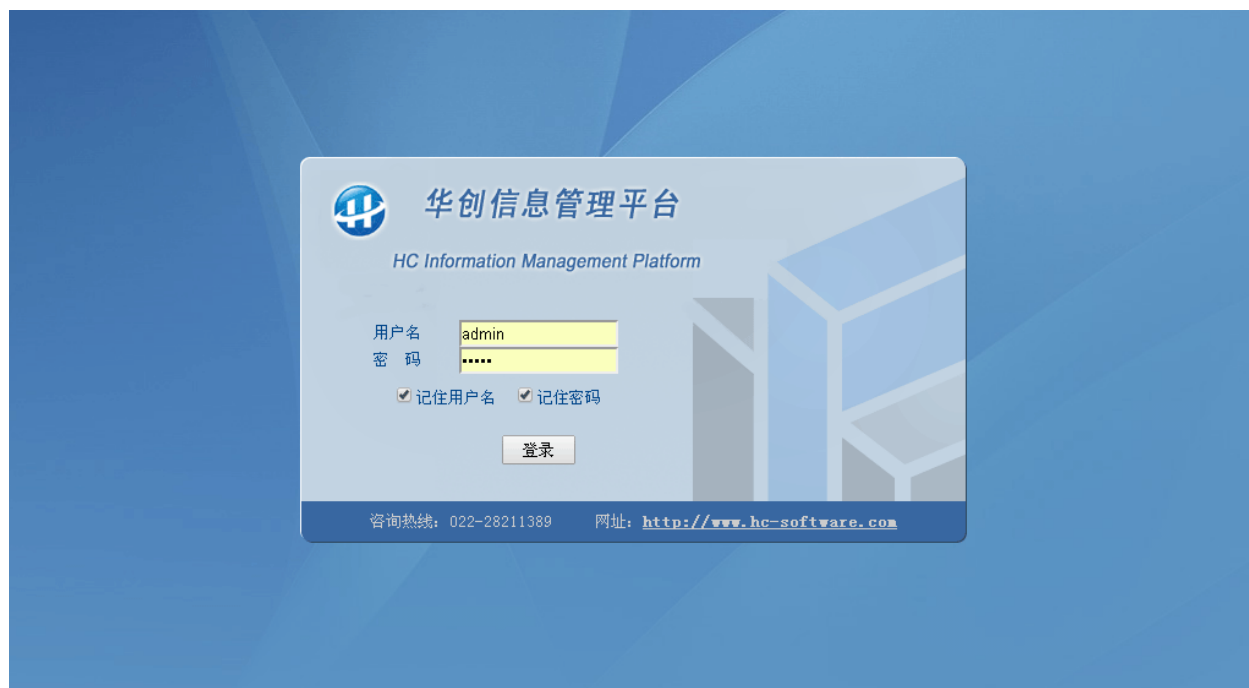 华创信息管理平台
HC Information Management Platform
用户名 admin
密 码 •••••
记住用户名 记住密码
登录
咨询热线：022-28211389 网址：http://www.hc-software.com